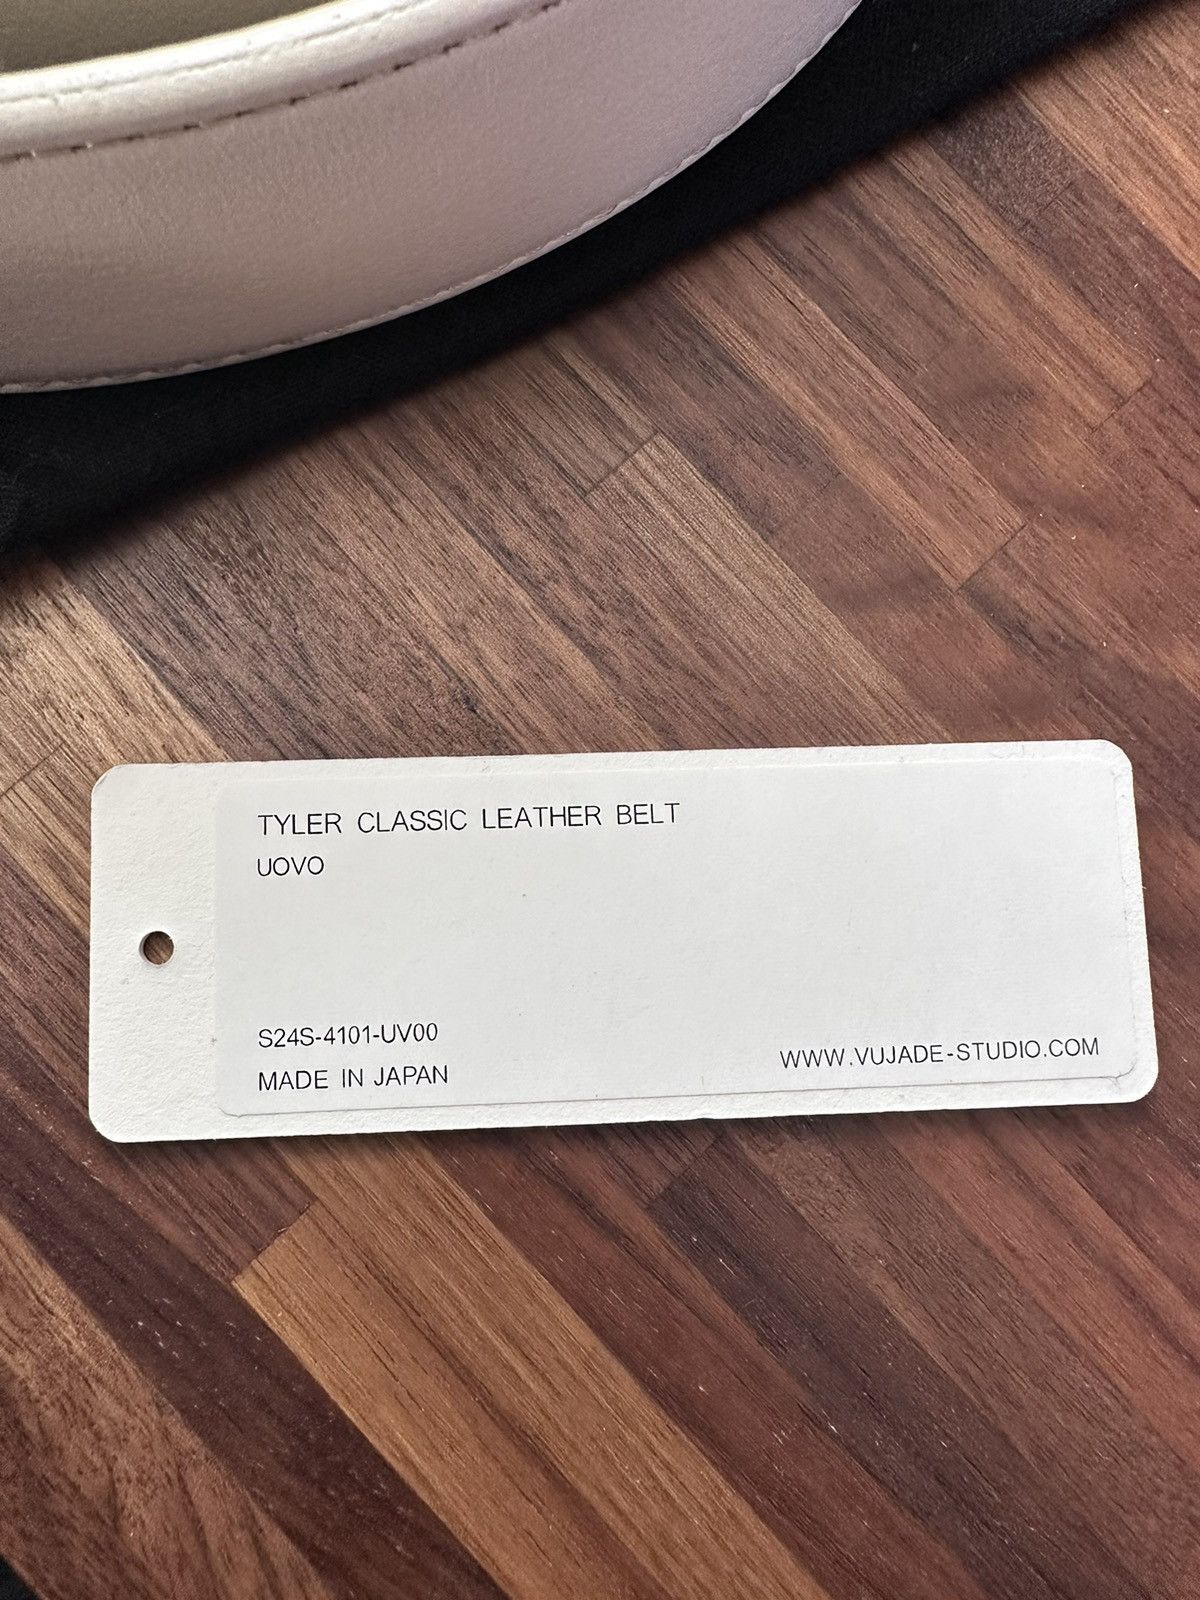 TYLER CLASSIC LEATHER BELT
UOVO
S24S-4101-UV00
MADE IN JAPAN
WWW.VUJADE-STUDIO.COM